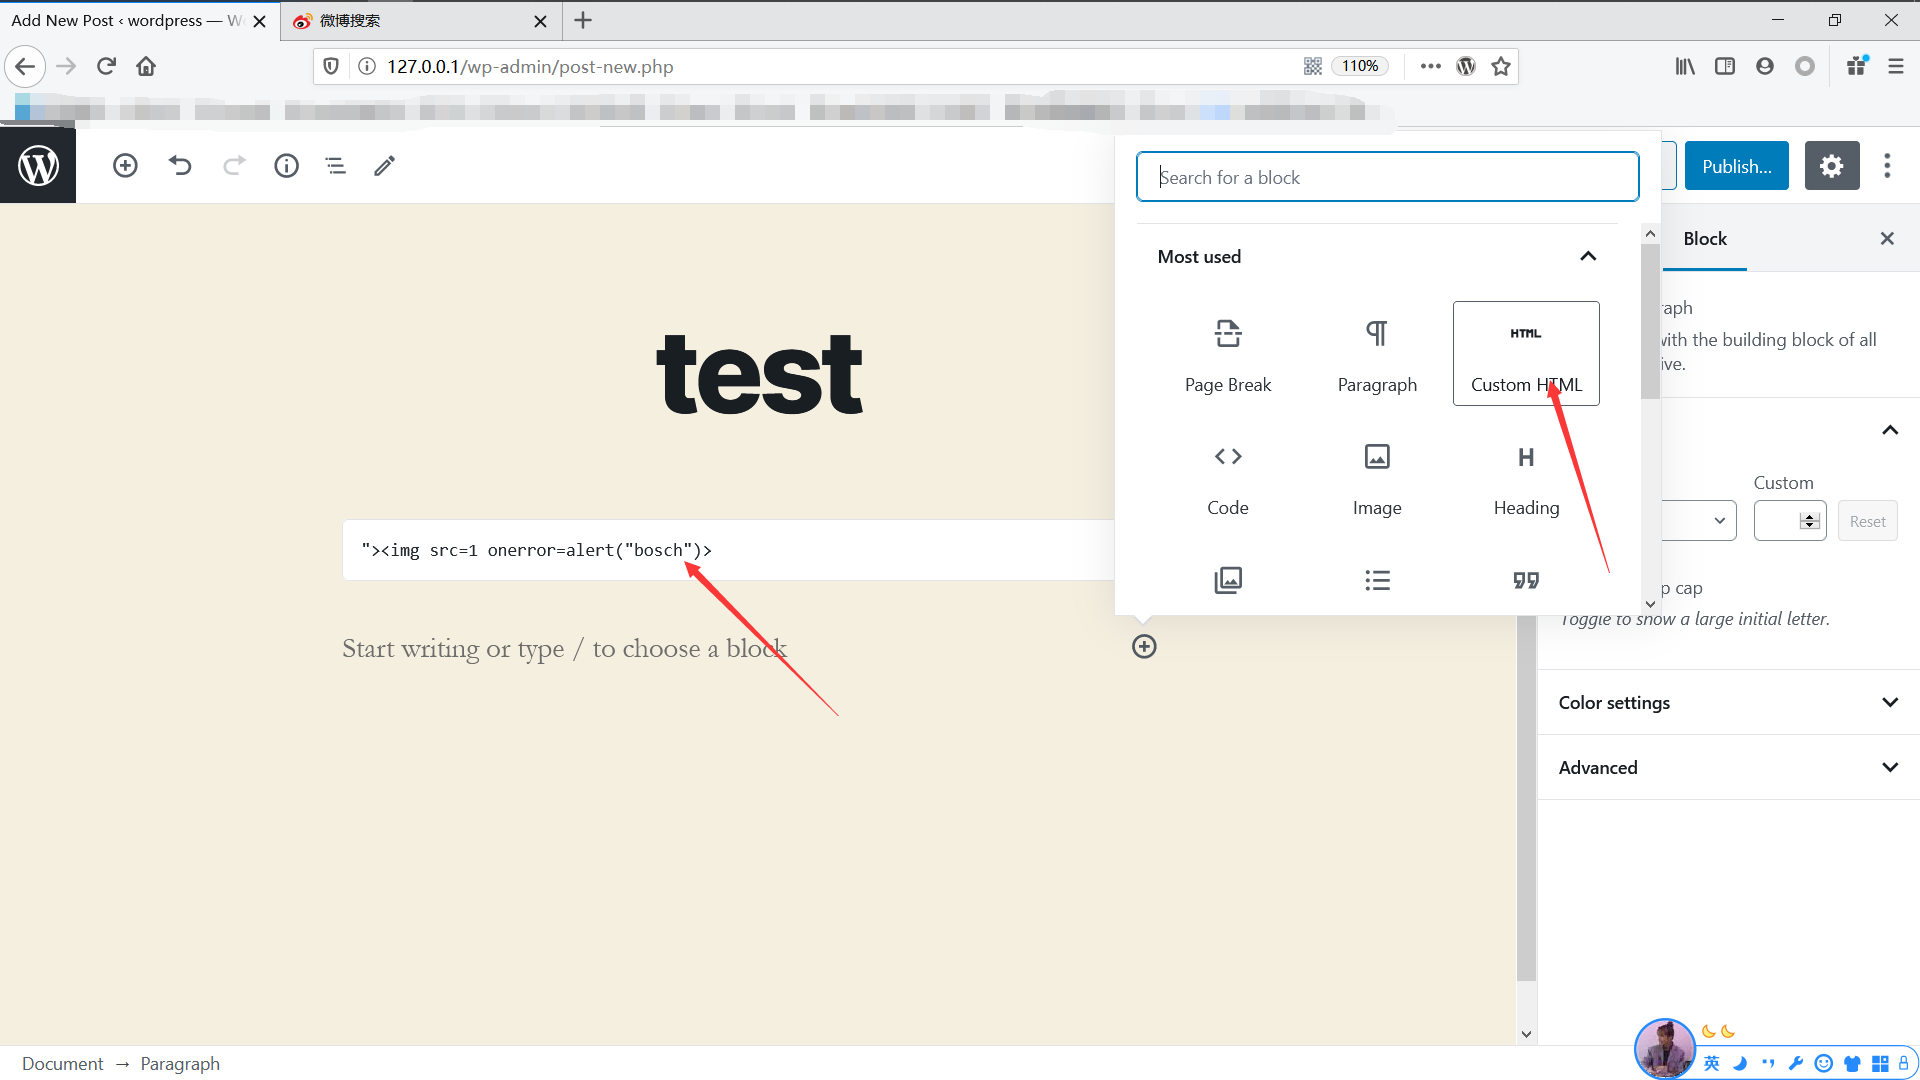 Add New Post ‹ wordpress — W
微博搜索
127.0.0.1/wp-admin/post-new.php
110%
Search for a block
Publish...
Most used
Block
Page Break
Paragraph
HTML
Custom HTML
raph
with the building block of all
ive.
test
Code
Image
H
Heading
Custom
Reset
"><img src=1 onerror=alert("bosch")>
p cap
Toggle to show a large initial letter.
Start writing or type / to choose a block
Color settings
Advanced
Document → Paragraph
英